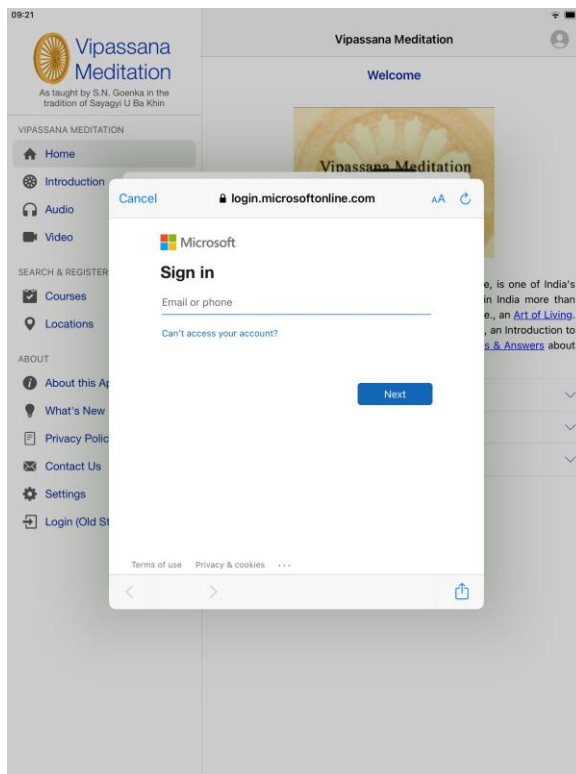 09:21
Vipassana
Meditation
As taught by S.N. Goenka in the
tradition of Sayagyi U Ba Khin
VIPASSANA MEDITATION
Home
Introduction
Audio
Video
SEARCH & REGISTER
Courses
Locations
ABOUT
About this Ap
What's New
Privacy Polic
Contact Us
Settings
Login (Old St
Vipassana Meditation
Welcome
Vipassana Meditation
e, is one of India's
in India more than
e., an Art of Living.
, an Introduction to
s & Answers about
Cancel
login.microsoftonline.com
AA
Microsoft
Sign in
Email or phone
Can't access your account?
Next
Terms of use Privacy & cookies ...